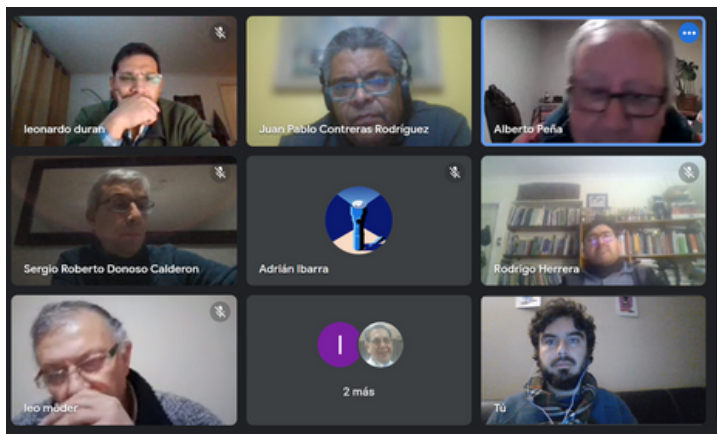 leonardo duran
Juan Pablo Contreras Rodríguez
Alberto Peña
Sergio Roberto Donoso Calderon
Adrián Ibarra
Rodrigo Herrera
I
2 más
leo möder
Tú